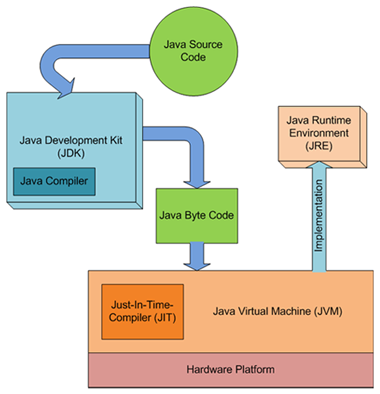 Java Source
Code
Java Development Kit
(JDK)
Java Compiler
Java Runtime
Environment
(JRE)
Java Byte Code
Implementation
Just-In-Time-
Compiler (JIT)
Java Virtual Machine (JVM)
Hardware Platform